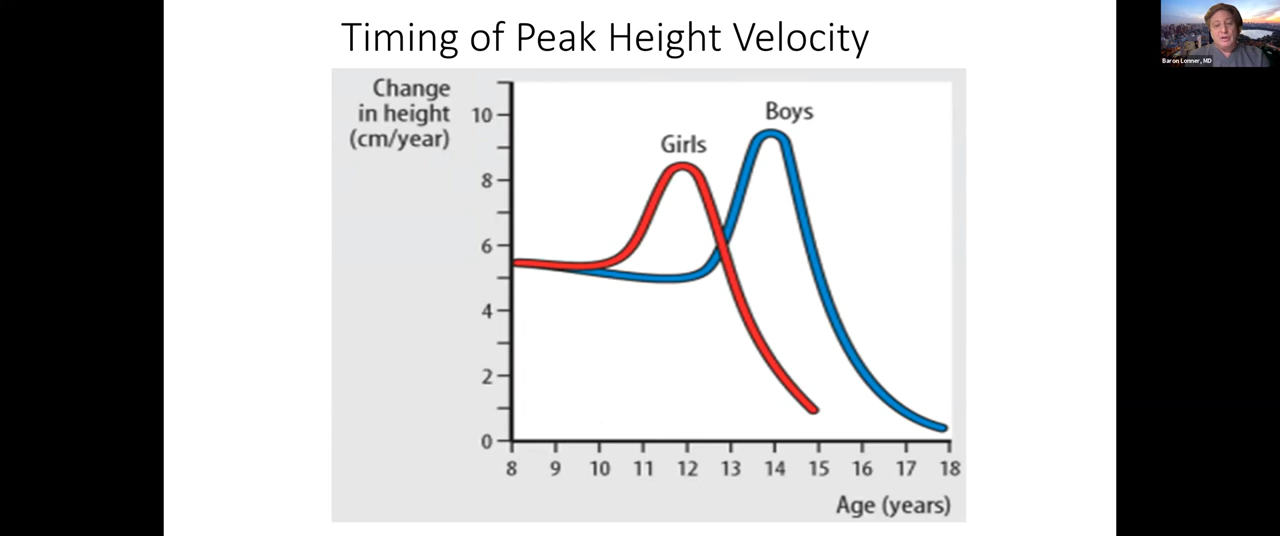 Timing of Peak Height Velocity
Baron Lonner, MD
Change
in height
(cm/year)
10
8
6
4
2
0
Girls
Boys
8 9 10 11 12 13 14 15 16 17 18
Age (years)